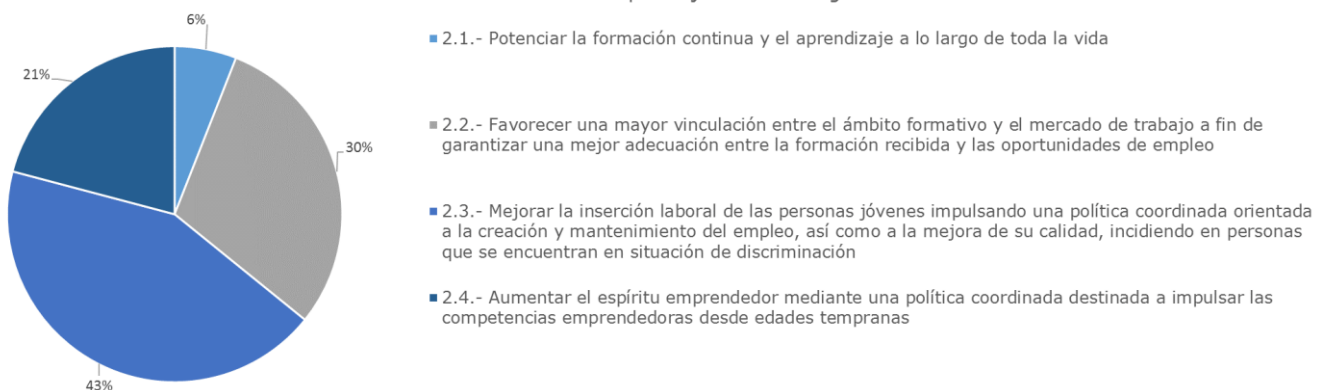 6%
21%
30%
43%
2.1.- Potenciar la formación continua y el aprendizaje a lo largo de toda la vida
2.2.- Favorecer una mayor vinculación entre el ámbito formativo y el mercado de trabajo a fin de
garantizar una mejor adecuación entre la formación recibida y las oportunidades de empleo
2.3.- Mejorar la inserción laboral de las personas jóvenes impulsando una política coordinada orientada
a la creación y mantenimiento del empleo, así como a la mejora de su calidad, incidiendo en personas
que se encuentran en situación de discriminación
2.4.- Aumentar el espíritu emprendedor mediante una política coordinada destinada a impulsar las
competencias emprendedoras desde edades tempranas